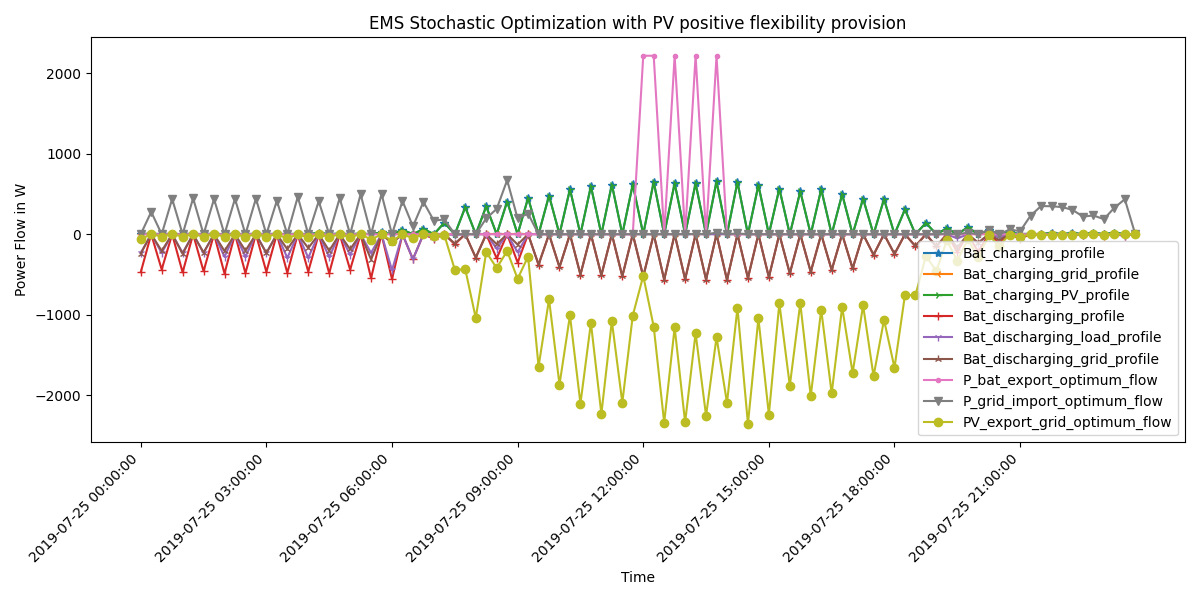 EMS Stochastic Optimization with PV positive flexibility provision
Power Flow in W
2000
1000
0
−1000
−2000
Bat_charging_profile
Bat_charging_grid_profile
Bat_charging_PV_profile
Bat_discharging_profile
Bat_discharging_load_profile
Bat_discharging_grid_profile
P_bat_export_optimum_flow
P_grid_import_optimum_flow
PV_export_grid_optimum_flow
2019-07-25 00:00:00
2019-07-25 03:00:00
2019-07-25 06:00:00
2019-07-25 09:00:00
2019-07-25 12:00:00
2019-07-25 15:00:00
2019-07-25 18:00:00
2019-07-25 21:00:00
Time